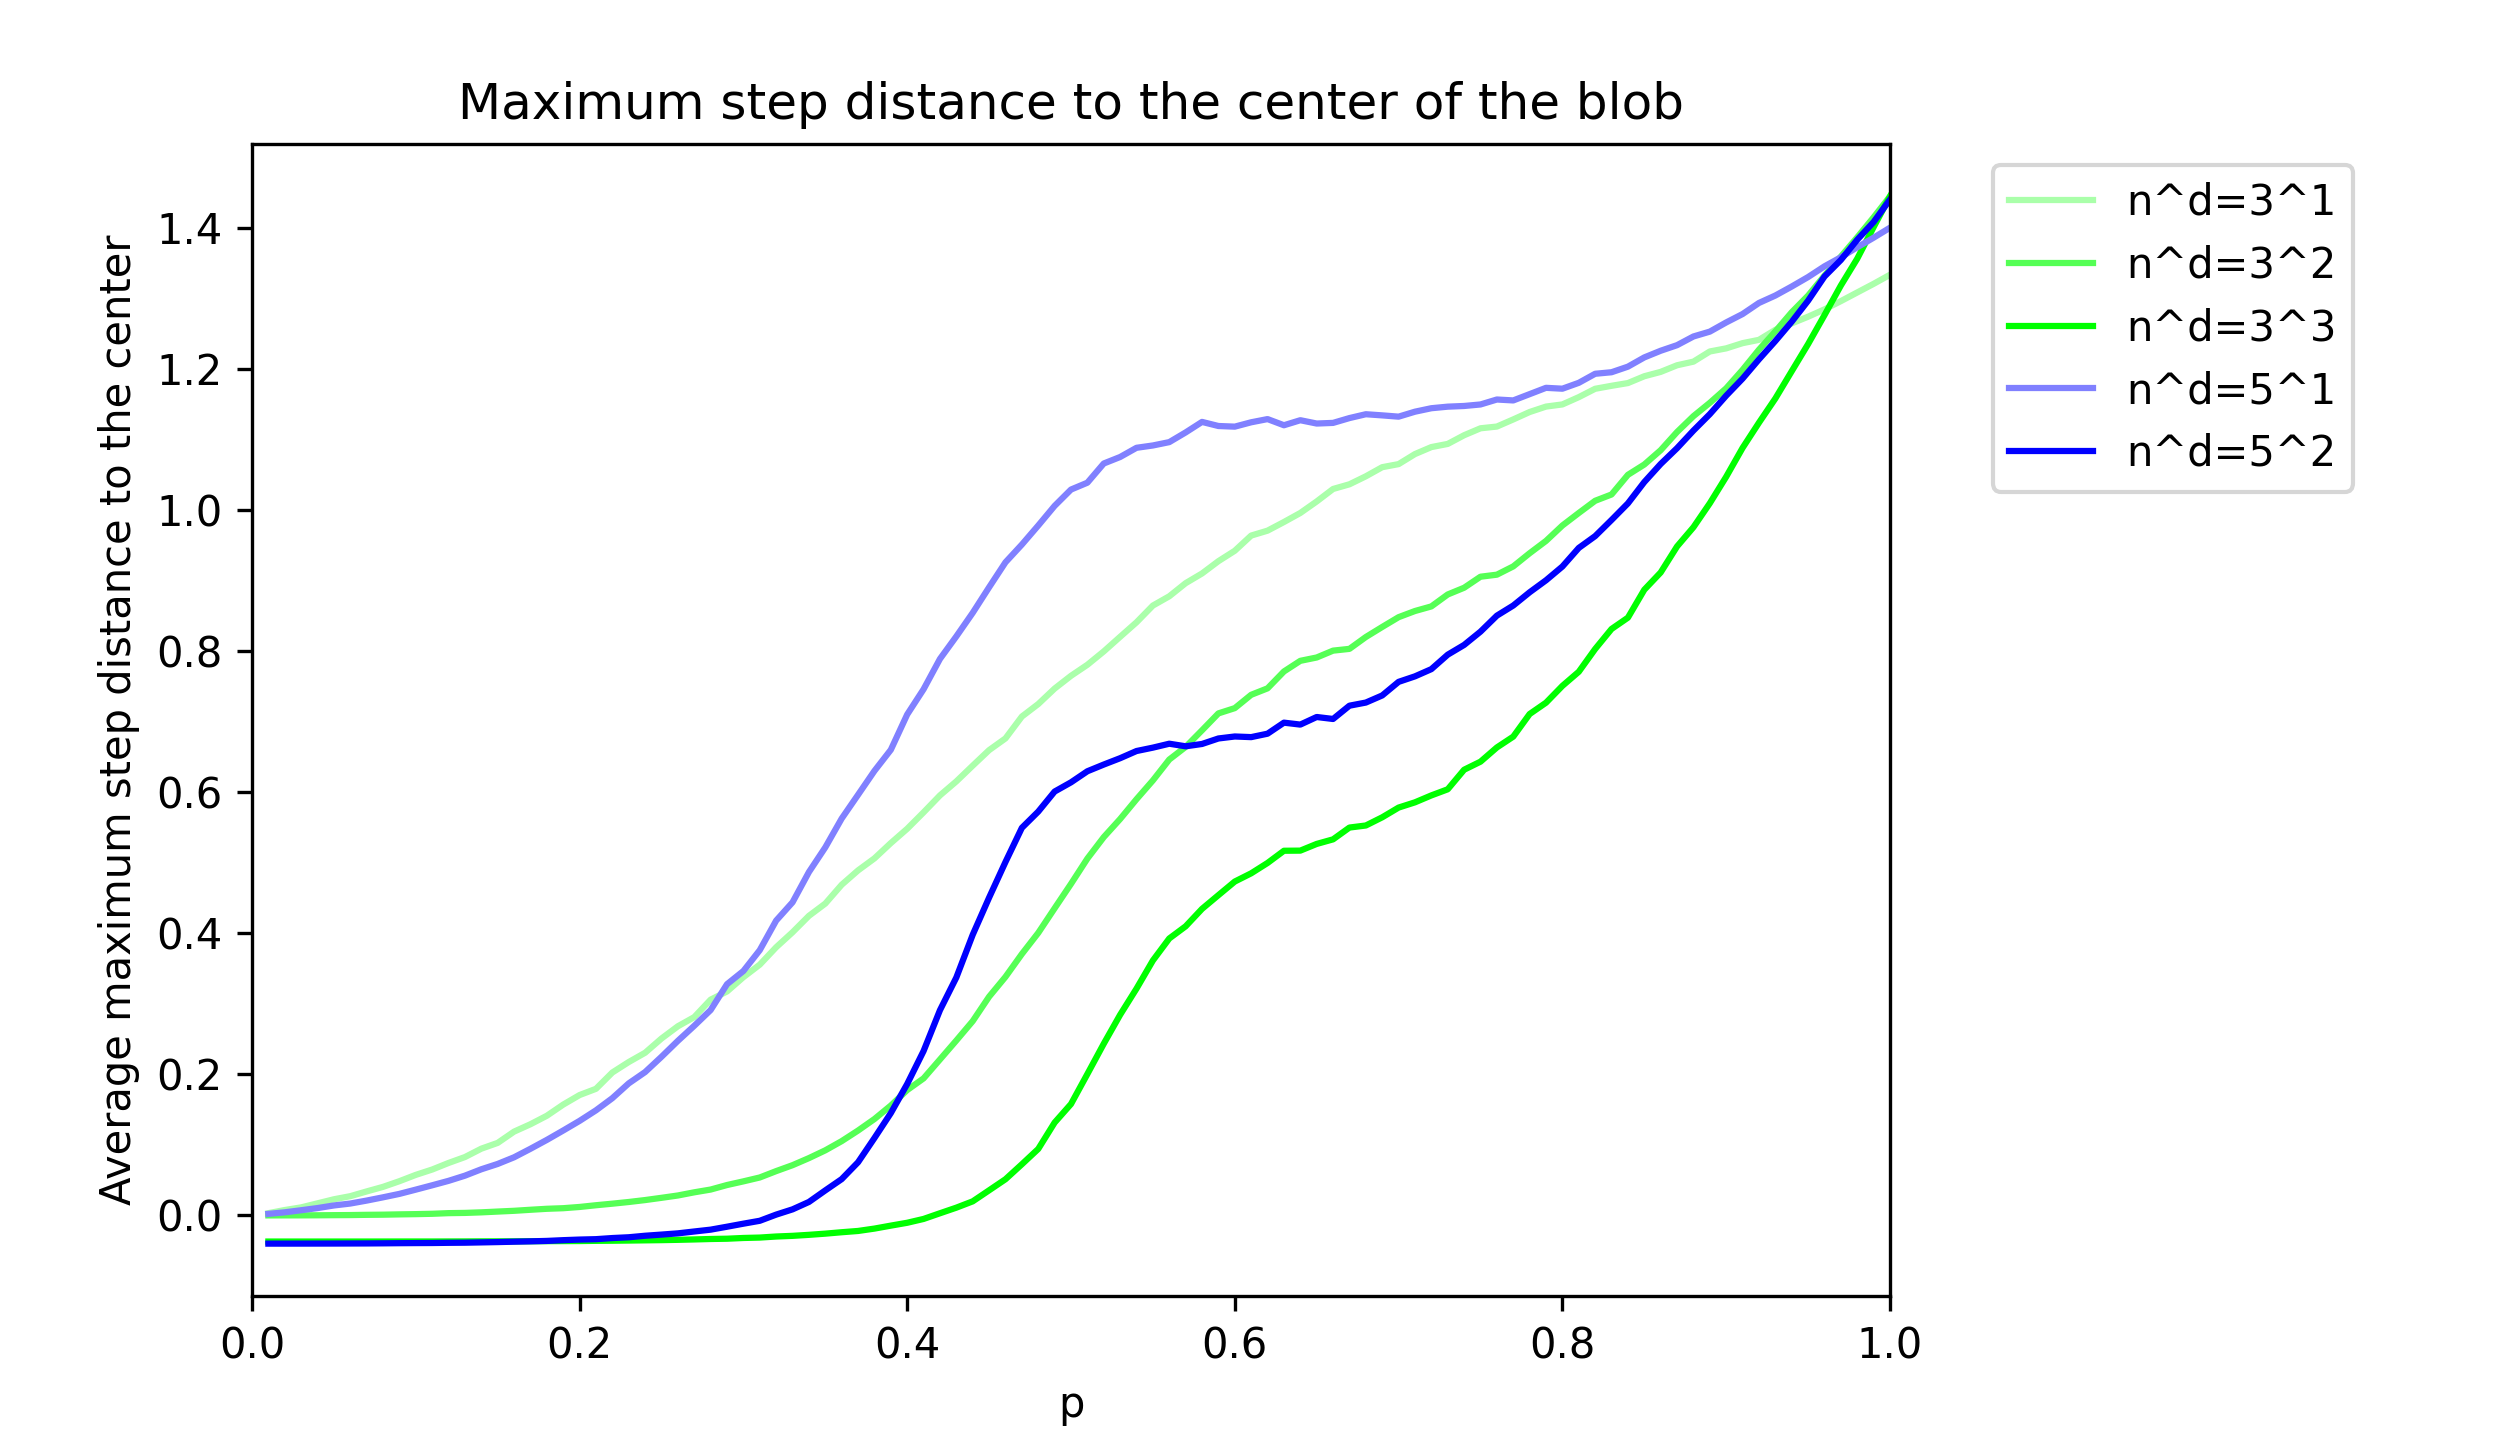 Maximum step distance to the center of the blob
Average maximum step distance to the center
1.4
1.2
1.0
0.8
0.6
0.4
0.2
0.0
0.0 0.2 0.4 0.6 0.8 1.0
p
n^d=3^1
n^d=3^2
n^d=3^3
n^d=5^1
n^d=5^2